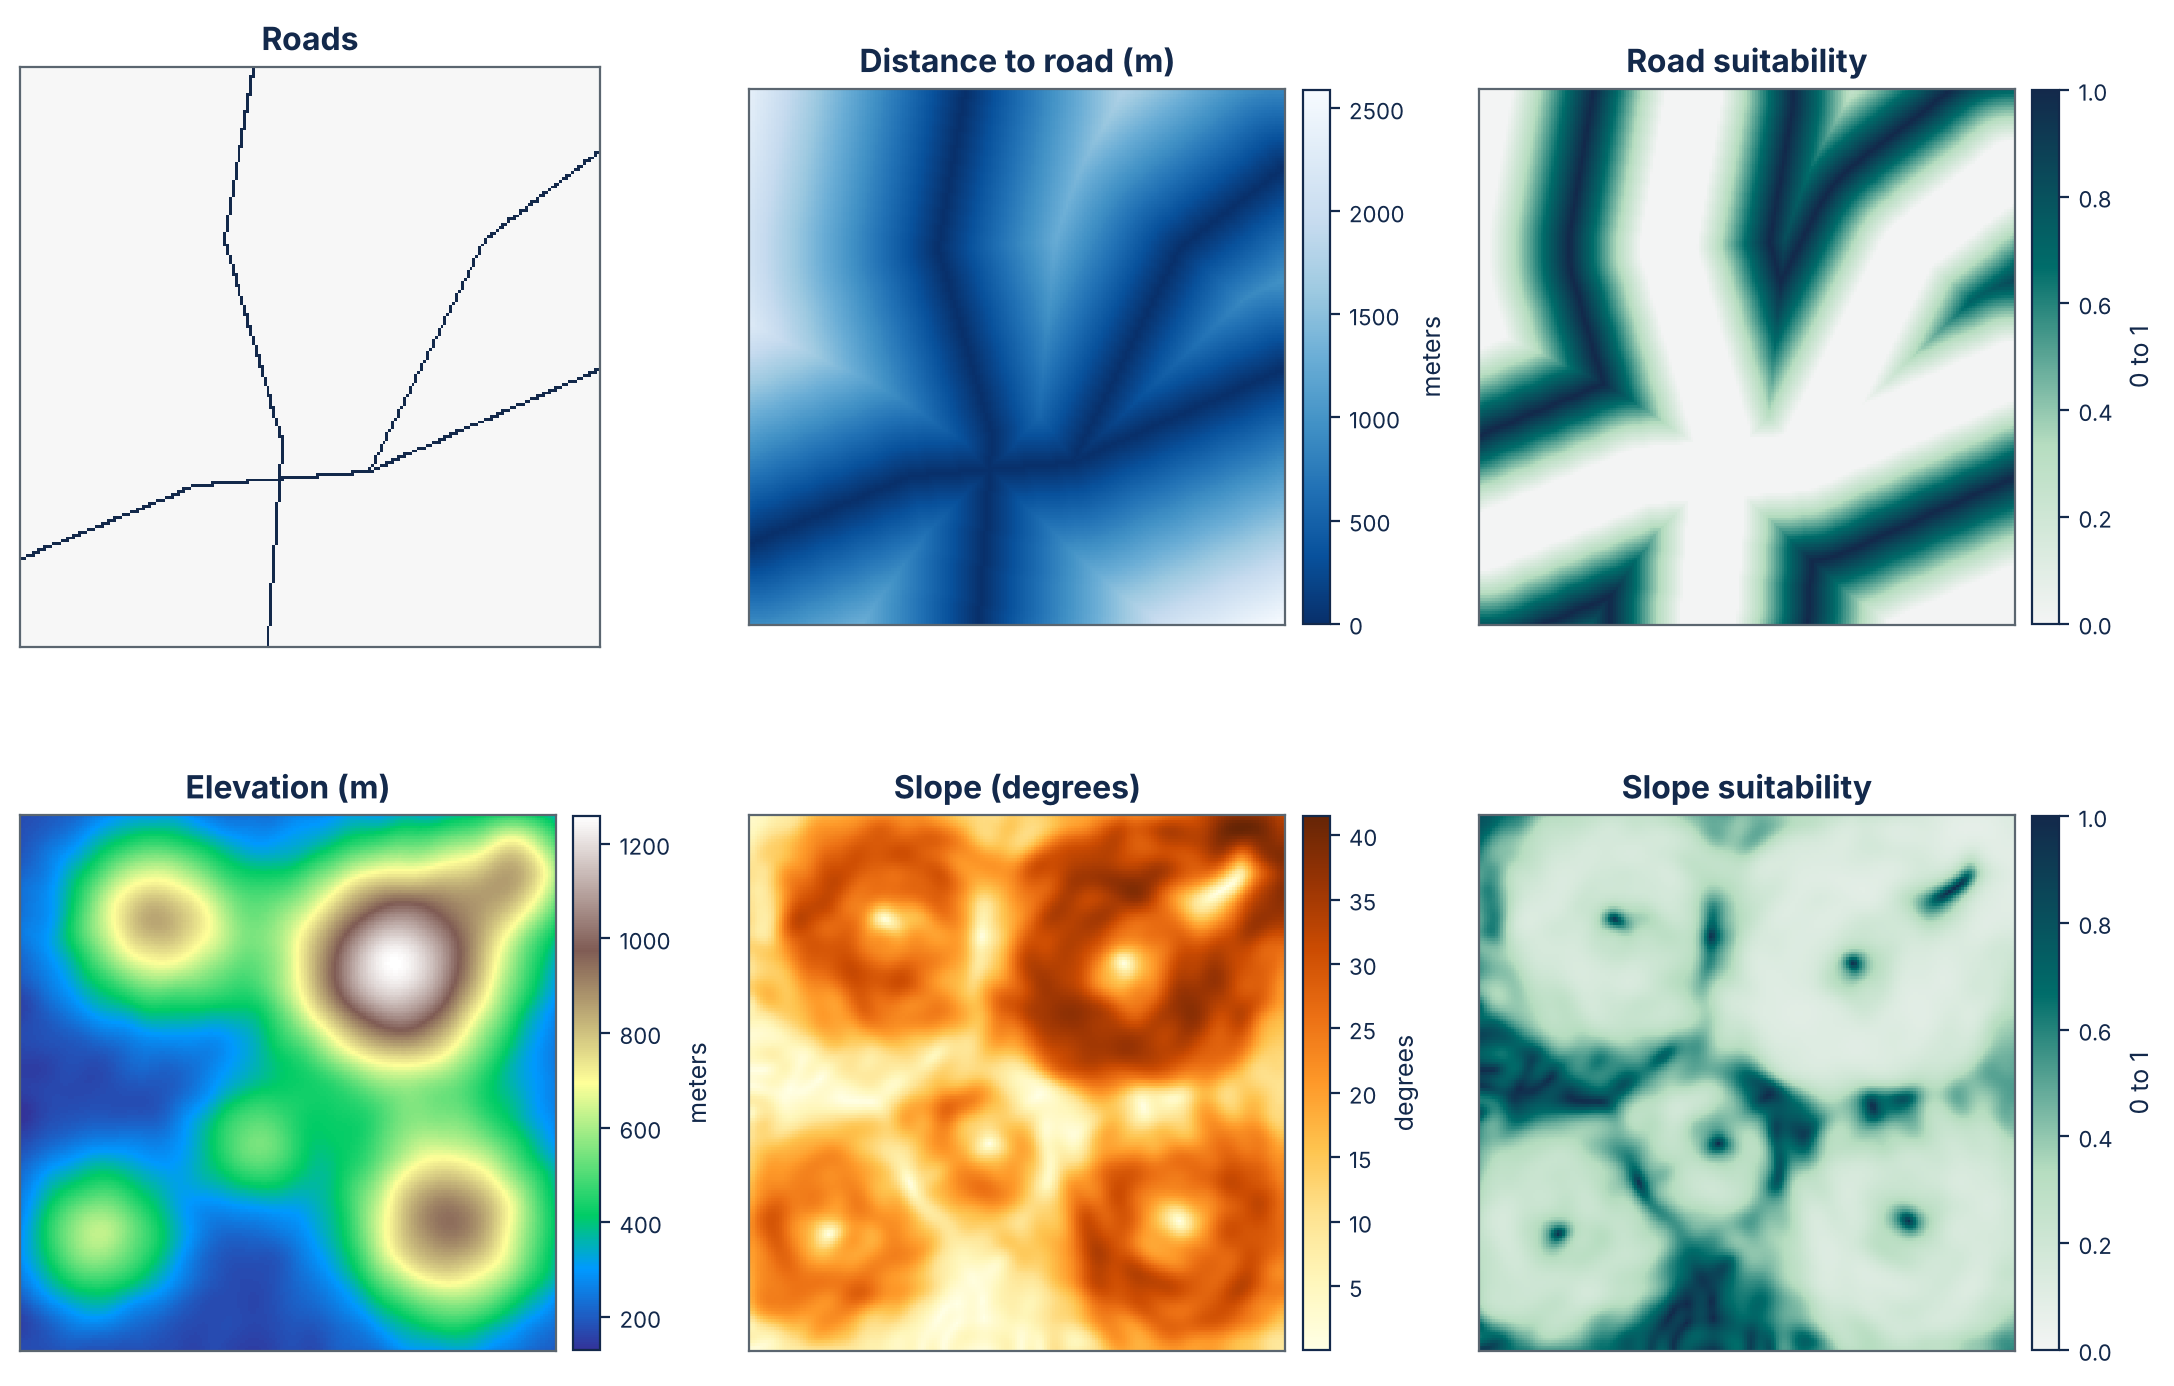 Roads
Distance to road (m)
2500
2000
1500
1000
500
0
meters
Road suitability
1.0
0.8
0.6
0.4
0.2
0.0
0 to 1
Elevation (m)
1200
1000
800
600
400
200
meters
Slope (degrees)
40
35
30
25
20
15
10
5
degrees
Slope suitability
1.0
0.8
0.6
0.4
0.2
0.0
0 to 1